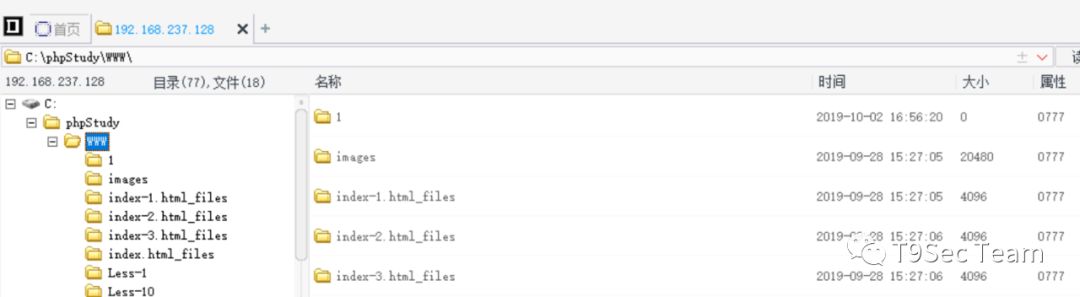 首页 192.168.237.128
C:\phpStudy\WWW\
192.168.237.128 目录(77),文件(18) 名称 时间 大小 属性
C: 
phpStudy
WWW
1
images
index-1.html_files
index-2.html_files
index-3.html_files
index.html_files
Less-1
Less-10
1 2019-10-02 16:56:20 0 0777
images 2019-09-28 15:27:05 20480 0777
index-1.html_files 2019-09-28 15:27:05 4096 0777
index-2.html_files 2019-09-28 15:27:06 4096 0777
index-3.html_files 2019-09-28 15:27:06 4096 0777
T9Sec Team